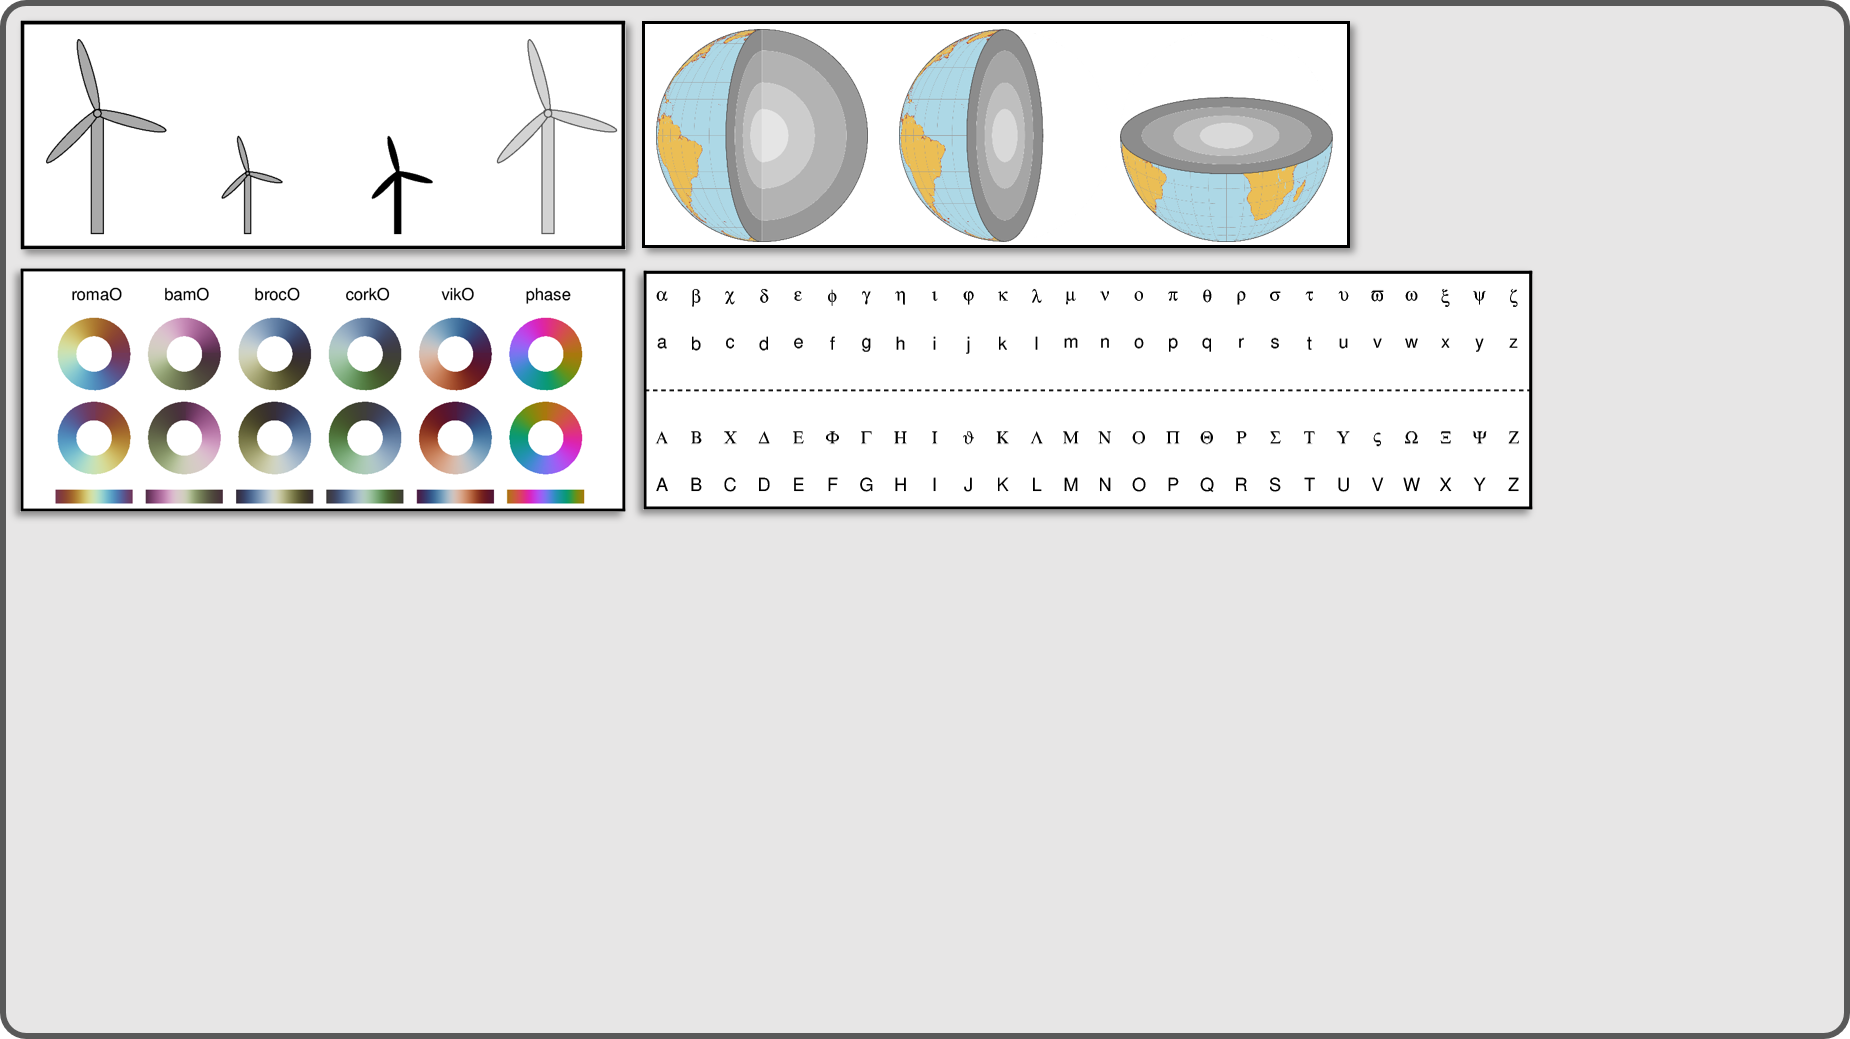 romaO bamO brocO corkO vikO phase
α β χ δ ε ϕ γ η ι φ κ λ μ ν ο π θ ρ σ τ υ ϖ ω ξ ψ ζ
a b c d e f g h i j k l m n o p q r s t u v w x y z
Α Β Χ Δ Ε Φ Γ Η Ι ϑ Κ Λ Μ Ν Ο Π Θ Ρ Σ Τ Υ ς Ω Ξ Ψ Ζ
A B C D E F G H I J K L M N O P Q R S T U V W X Y Z